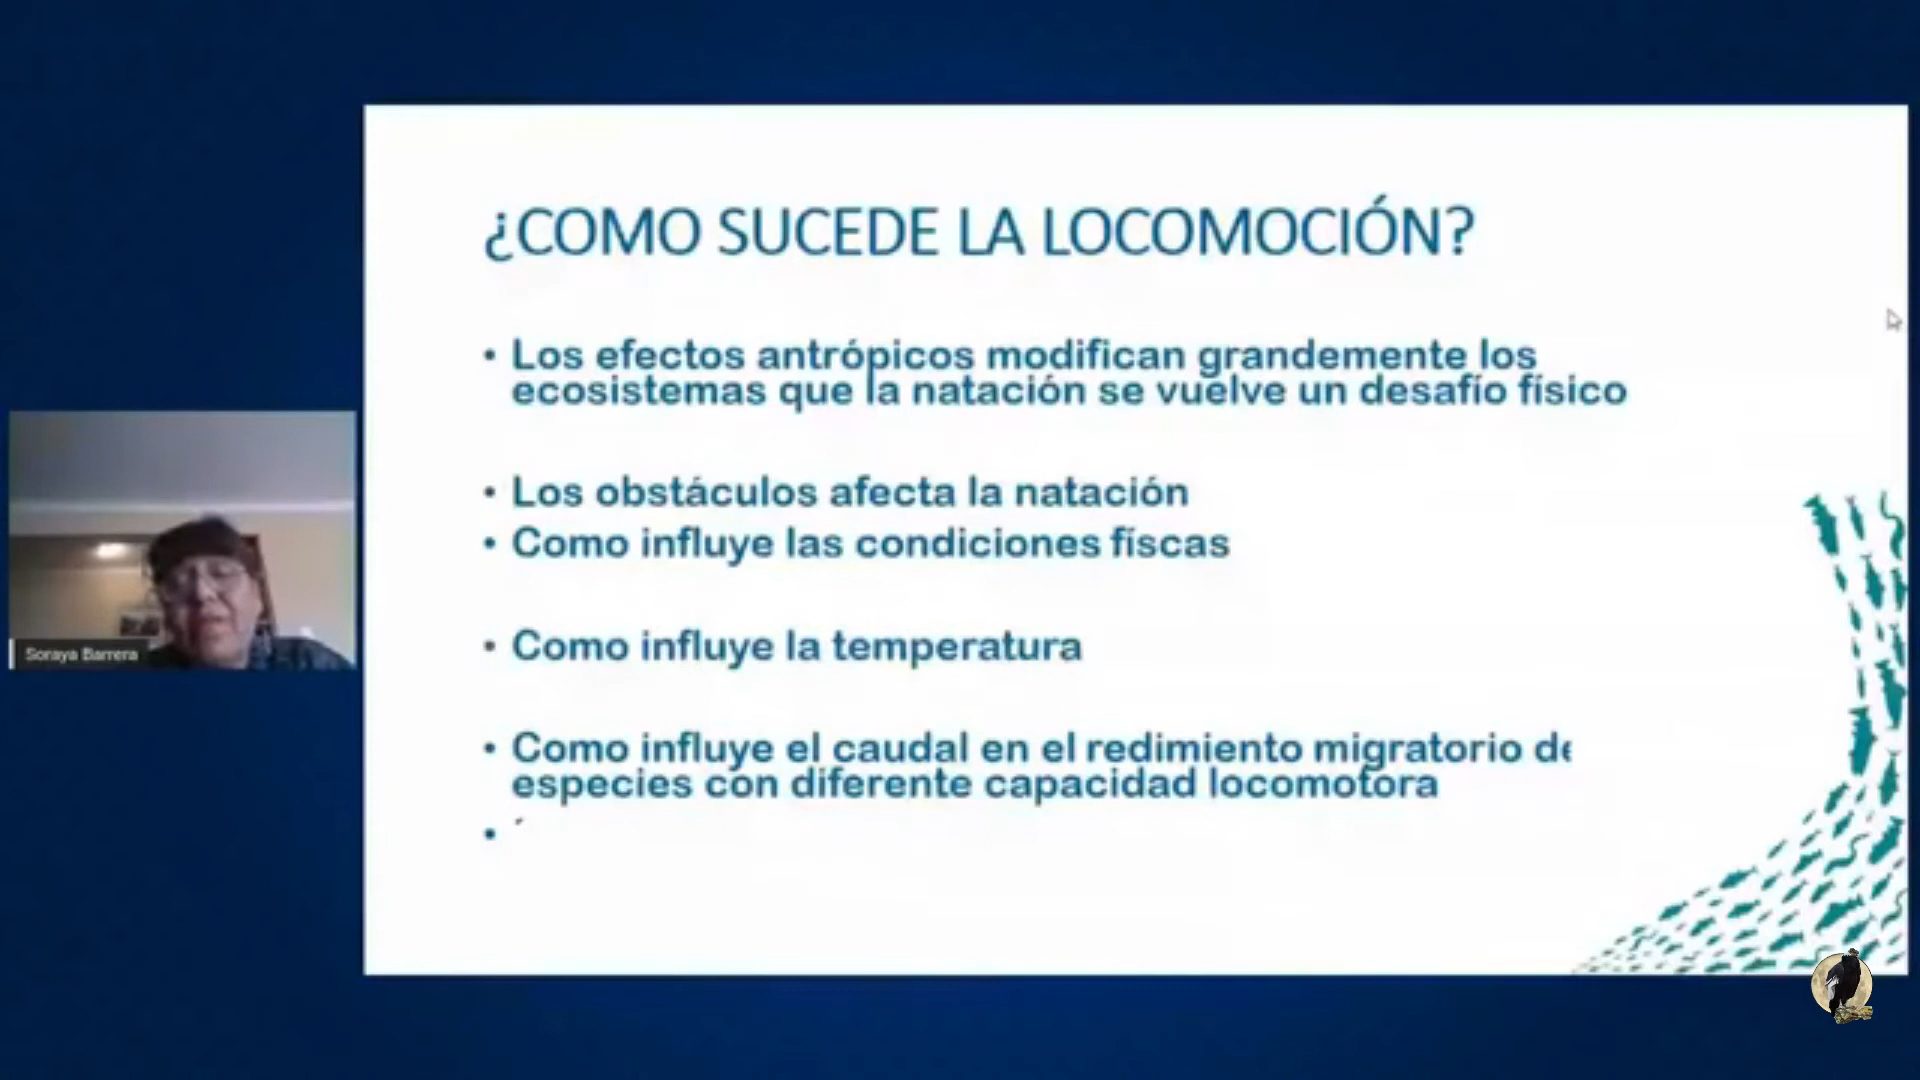 ¿COMO SUCEDE LA LOCOMOCIÓN?
• Los efectos antrópicos modifican grandemente los
ecosistemas que la natación se vuelve un desafío físico
• Los obstáculos afecta la natación
• Como influye las condiciones físcas
• Como influye la temperatura
• Como influye el caudal en el redimiento migratorio de
especies con diferente capacidad locomotora
Soraya Barrera